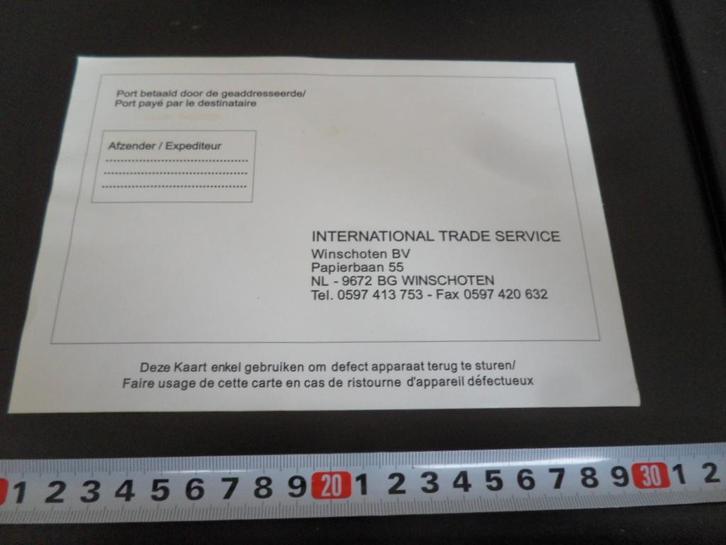 Port betaald door de geaddresseerde/
Port payé par le destinataire
Afzender / Expediteur
INTERNATIONAL TRADE SERVICE
Winschoten BV
Papierbaan 55
NL - 9672 BG WINSCHOTEN
Tel. 0597 413 753 - Fax 0597 420 632
Deze Kaart enkel gebruiken om defect apparaat terug te sturen/
Faire usage de cette carte en cas de ristourne d'appareil défectueux
1 2 3 4 5 6 7 8 9 20 1 2 3 4 5 6 7 8 9 30 1 2